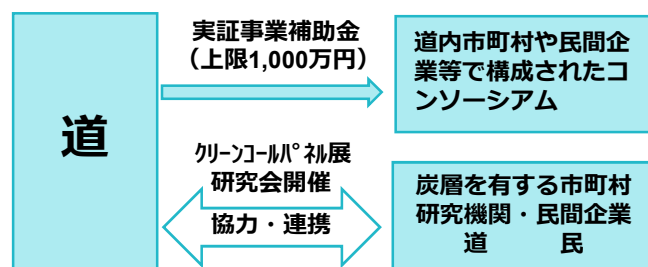 道
実証事業補助金
（上限1,000万円）
道内市町村や民間企
業等で構成されたコ
ンソーシアム
ｸﾘｰﾝｺｰﾙﾊﾟﾈﾙ展
研究会開催
協力・連携
炭層を有する市町村
研究機関・民間企業
道　　　民